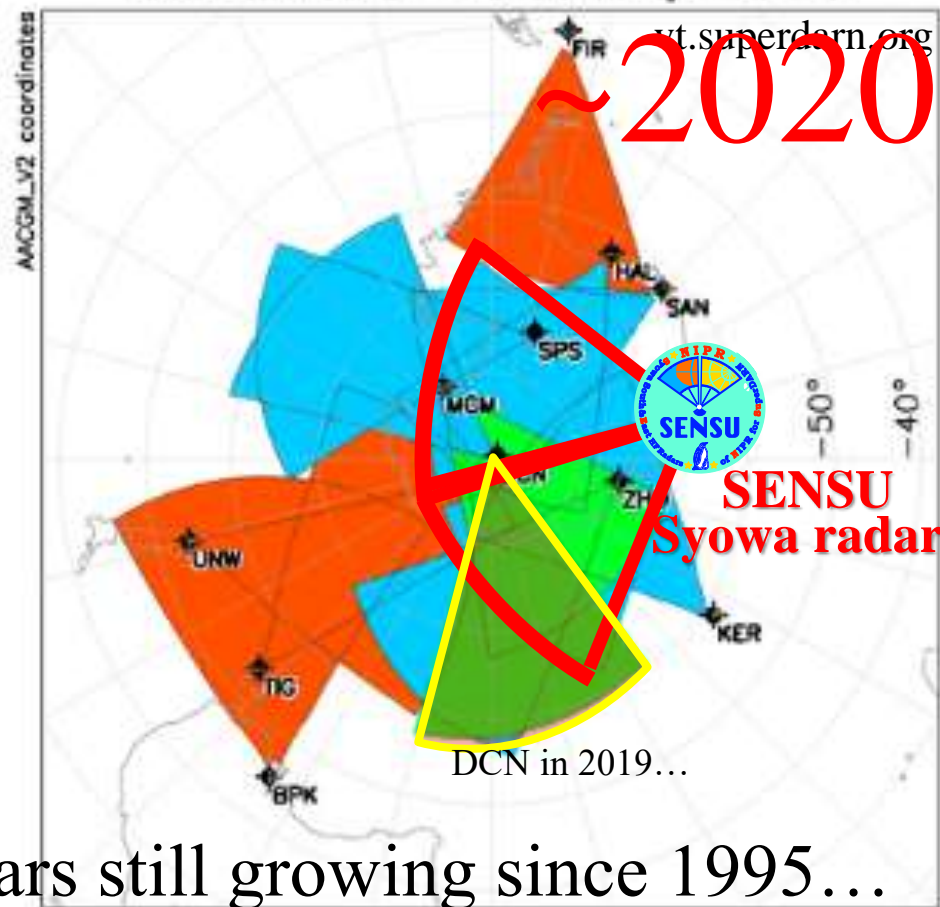 AACGM_V2 coordinates
vt.superdarn.org
~2020
FIR
HAL
SAN
SPS
MCM
NIPR
SENSU
-50°
-40°
SENSU
Syowa radar
UNW
KER
TIG
DCN in 2019…
BPK
ars still growing since 1995…